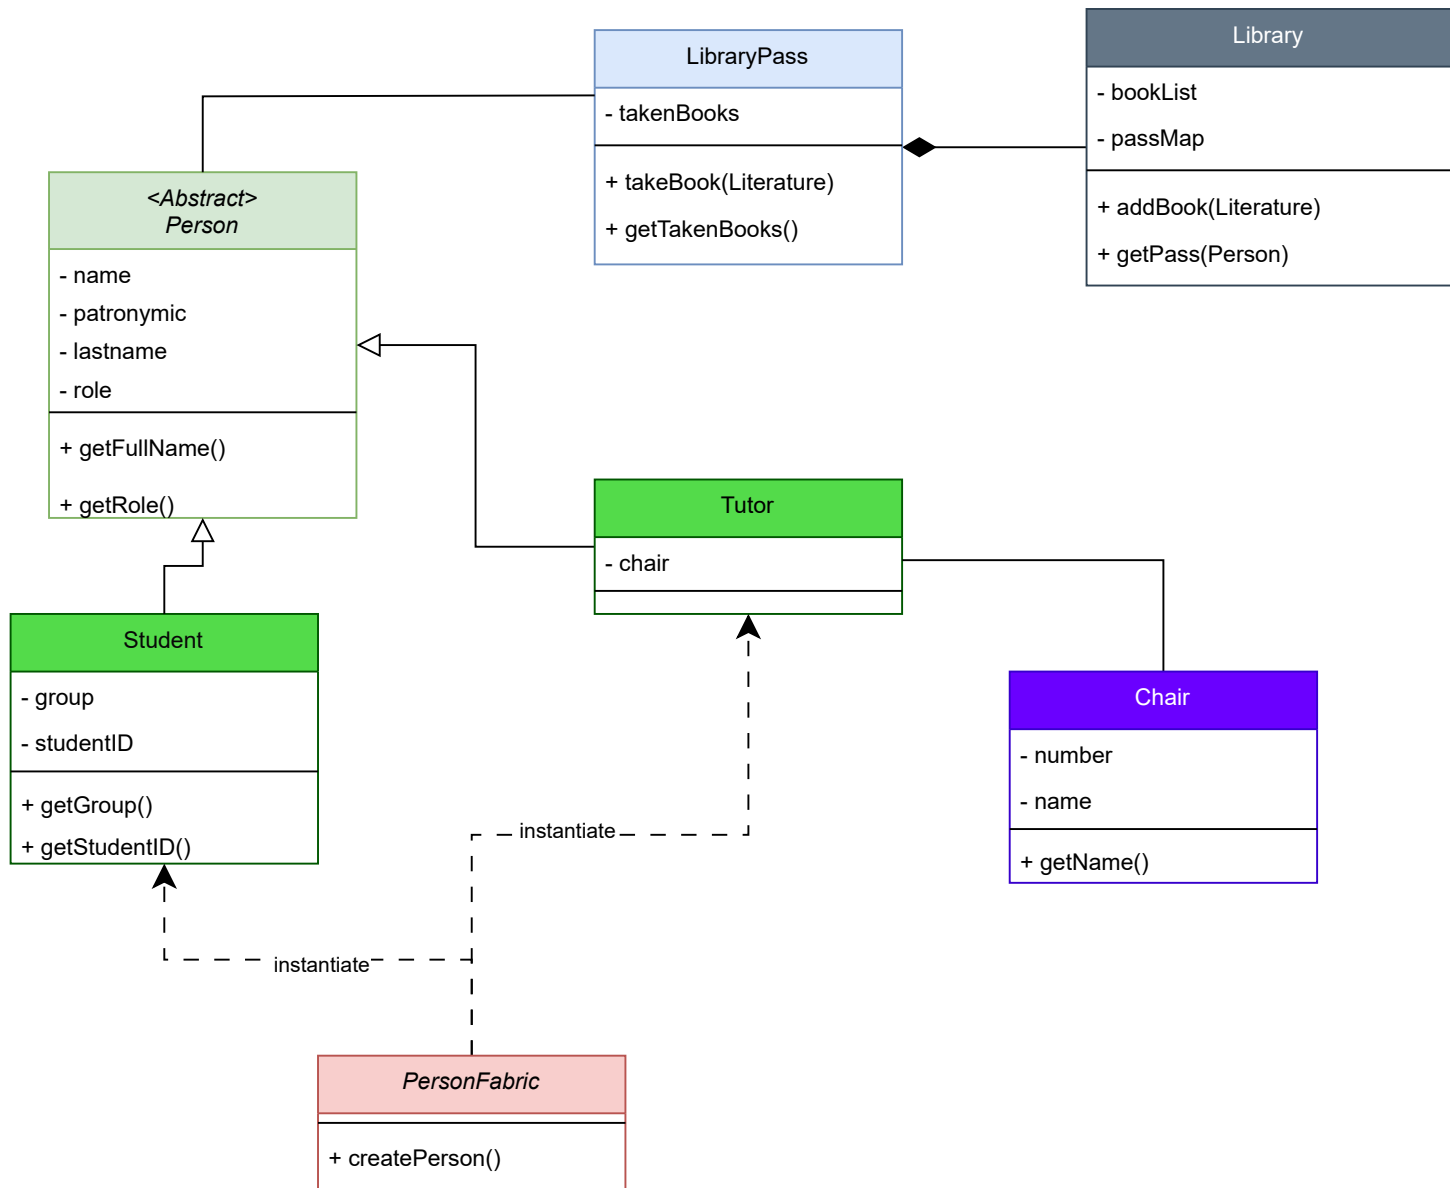 LibraryPass
- takenBooks
+ takeBook(Literature)
+ getTakenBooks()
Library
- bookList
- passMap
+ addBook(Literature)
+ getPass(Person)
<Abstract>
Person
- name
- patronymic
- lastname
- role
+ getFullName()
+ getRole()
Tutor
- chair
Student
- group
- studentID
+ getGroup()
+ getStudentID()
Chair
- number
- name
+ getName()
instantiate
instantiate
PersonFabric
+ createPerson()